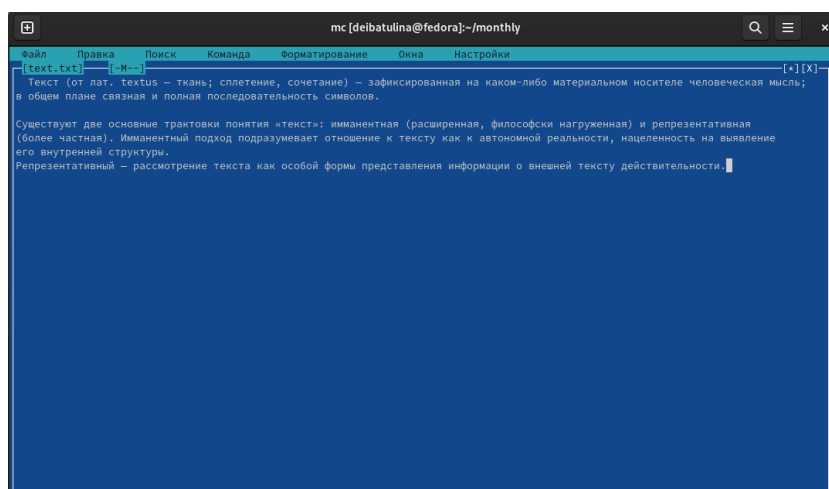 mc [deibatulina@fedora]:~/monthly
Файл Правка Поиск Команда Форматирование Окна Настройки
[text.txt] [-M--] [*][X]
Текст (от лат. textus — ткань; сплетение, сочетание) — зафиксированная на каком-либо материальном носителе человеческая мысль;
в общем плане связная и полная последовательность символов.
Существуют две основные трактовки понятия «текст»: имманентная (расширенная, философски нагруженная) и репрезентативная
(более частная). Имманентный подход подразумевает отношение к тексту как к автономной реальности, нацеленность на выявление
его внутренней структуры.
Репрезентативный — рассмотрение текста как особой формы представления информации о внешней тексту действительности.